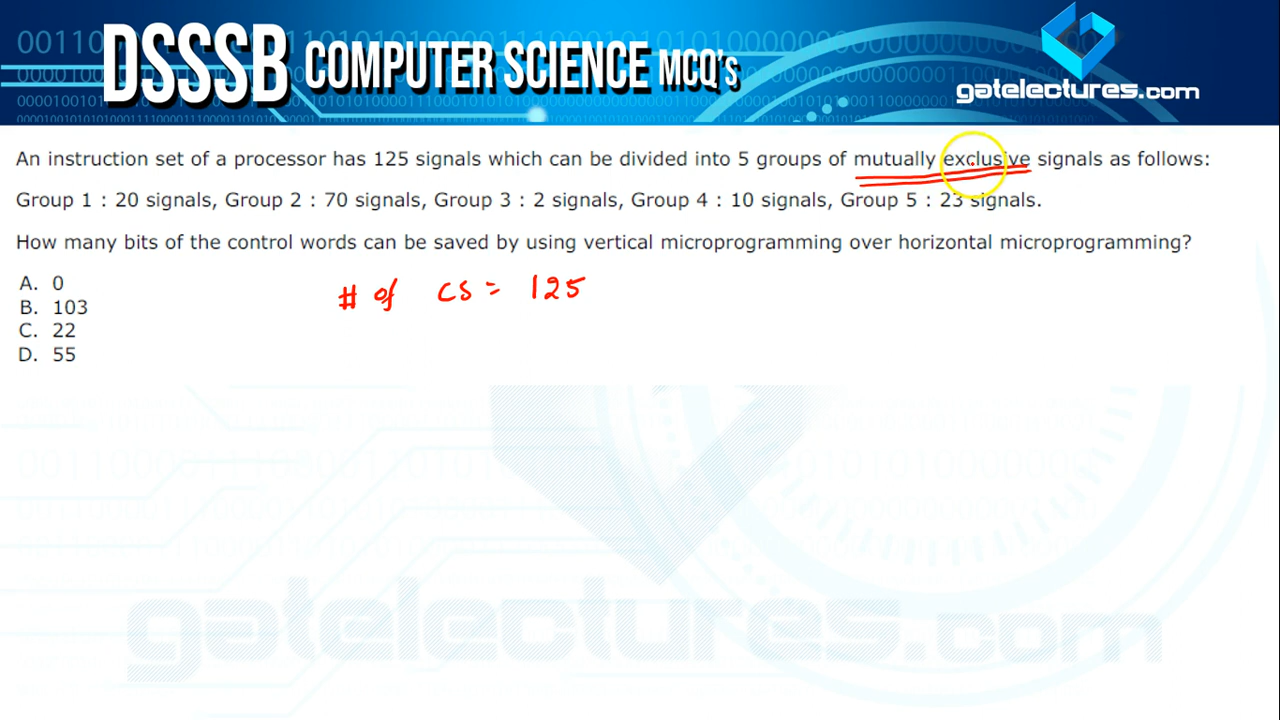 DSSSB COMPUTER SCIENCE MCQ's
gatelectures.com
An instruction set of a processor has 125 signals which can be divided into 5 groups of mutually exclusive signals as follows:
Group 1 : 20 signals, Group 2 : 70 signals, Group 3 : 2 signals, Group 4 : 10 signals, Group 5 : 23 signals.
How many bits of the control words can be saved by using vertical microprogramming over horizontal microprogramming?
A. 0
B. 103
C. 22
D. 55
# of CS = 125
gatelectures.com